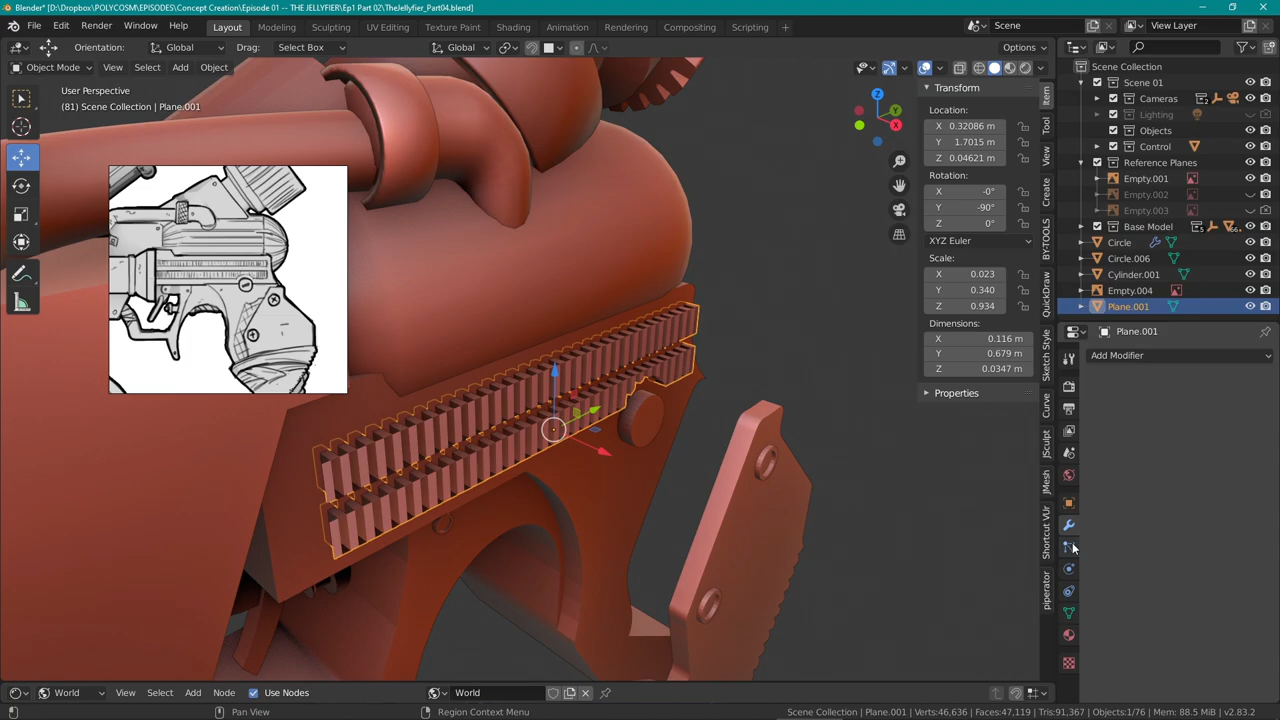 Blender* [D:\Dropbox\POLYCOSM\EPISODES\Concept Creation\Episode 01 -- THE JELLYFIER\Ep1 Part 02\TheJellyfier_Part04.blend]
File Edit Render Window Help Layout Modeling Sculpting UV Editing Texture Paint Shading Animation Rendering Compositing Scripting + Scene View Layer
Orientation: Global Drag: Select Box Global Options
Object Mode View Select Add Object
User Perspective
(81) Scene Collection | Plane.001
Transform
Location:
X 0.32086 m
Y 1.7015 m
Z 0.04621 m
Rotation:
X -0°
Y -90°
Z 0°
XYZ Euler
Scale:
X 0.023
Y 0.340
Z 0.934
Dimensions:
X 0.116 m
Y 0.679 m
Z 0.0347 m
Properties
Item
Tool
View
Create
BY-TOOLS
QuickDraw
Sketch Style
Curve
JSculpt
JMesh
Shortcut VUr
piperator
Scene Collection
Scene 01
Cameras
Lighting
Objects
Control
Reference Planes
Empty.001
Empty.002
Empty.003
Base Model
Circle
Circle.006
Cylinder.001
Empty.004
Plane.001
Plane.001
Add Modifier
World View Select Add Node Use Nodes World
Pan View Region Context Menu Scene Collection | Plane.001 | Verts:46,636 | Faces:47,119 | Tris:91,367 | Objects:1/76 | Mem: 88.5 MiB | v2.83.2